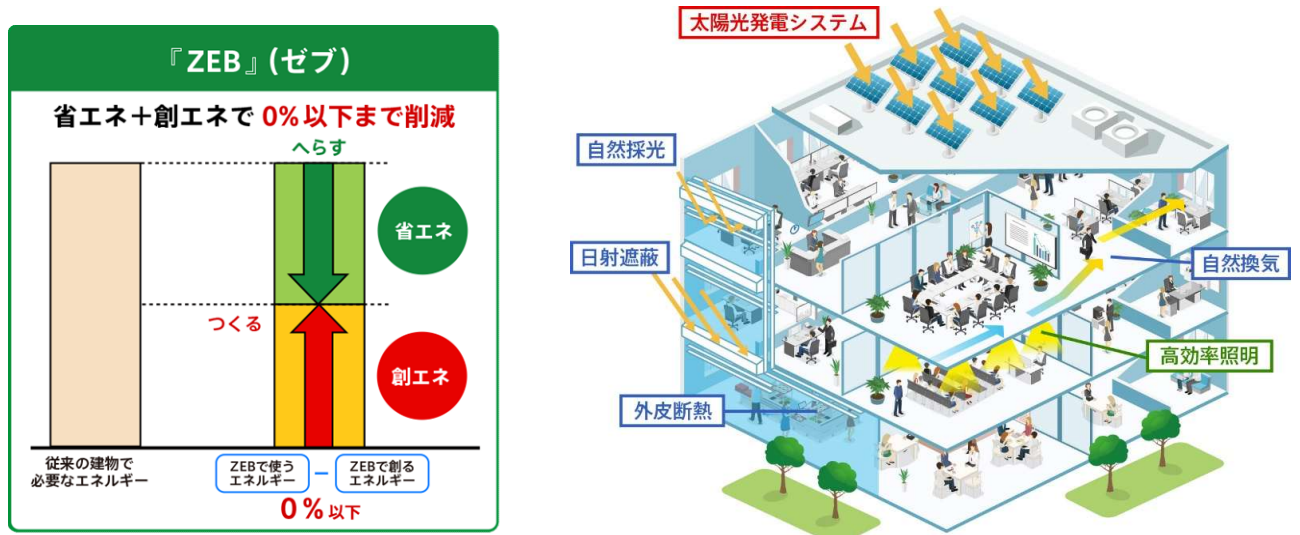 『ZEB』(ゼブ)
省エネ+創エネで 0%以下まで削減
へらす
省エネ
つくる
創エネ
従来の建物で
必要なエネルギー
ZEBで使う
エネルギー
－
ZEBで創る
エネルギー
0%以下
太陽光発電システム
自然採光
日射遮蔽
自然換気
高効率照明
外皮断熱